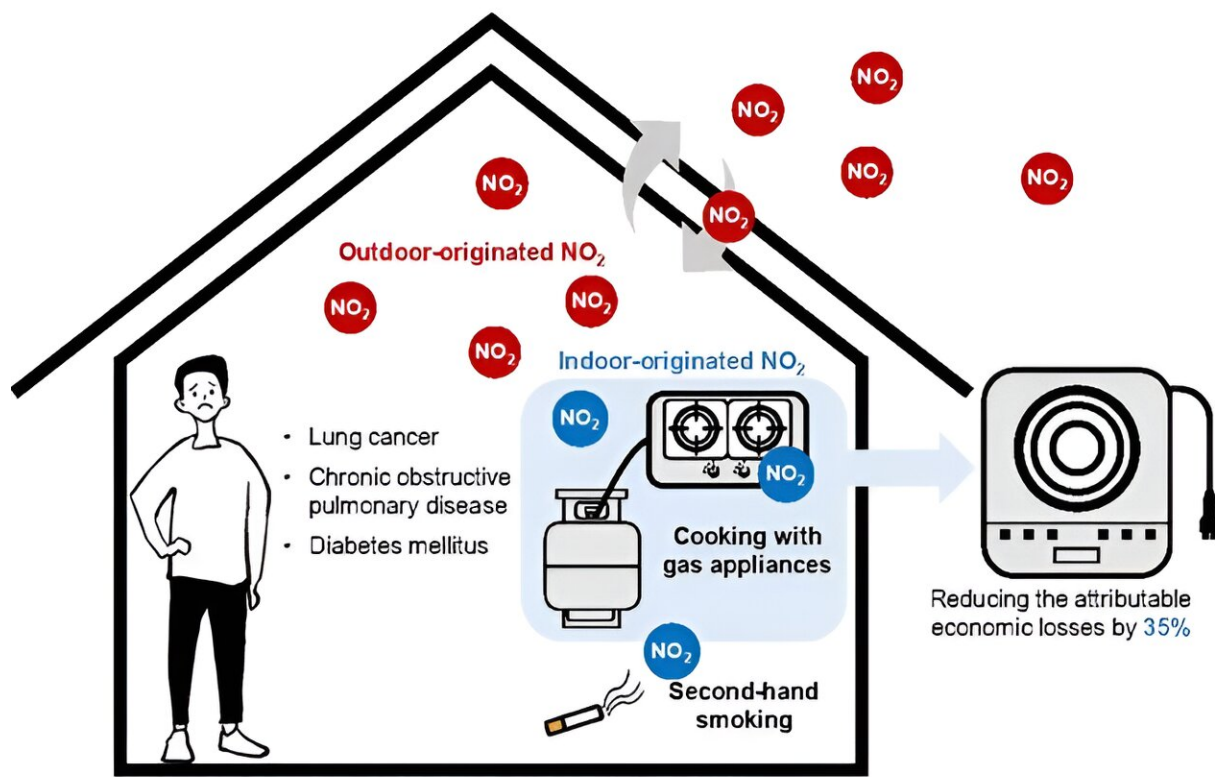 NO₂
NO₂
NO₂
NO₂
NO₂
NO₂
Outdoor-originated NO₂
NO₂
NO₂
NO₂
Indoor-originated NO₂
NO₂
NO₂
• Lung cancer
• Chronic obstructive
pulmonary disease
• Diabetes mellitus
Cooking with
gas appliances
Reducing the attributable
economic losses by 35%
NO₂
Second-hand
smoking